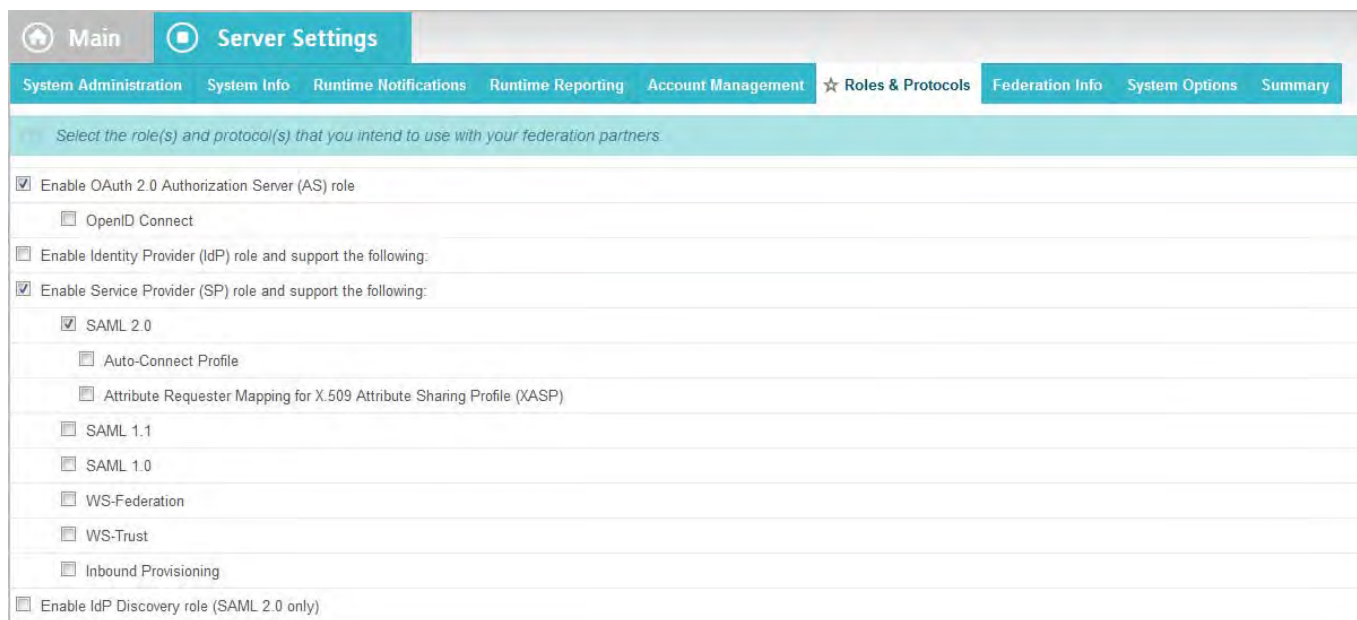 Main Server Settings
System Administration System Info Runtime Notifications Runtime Reporting Account Management Roles & Protocols Federation Info System Options Summary
Select the role(s) and protocol(s) that you intend to use with your federation partners.
Enable OAuth 2.0 Authorization Server (AS) role
OpenID Connect
Enable Identity Provider (IdP) role and support the following:
Enable Service Provider (SP) role and support the following:
SAML 2.0
Auto-Connect Profile
Attribute Requester Mapping for X.509 Attribute Sharing Profile (XASP)
SAML 1.1
SAML 1.0
WS-Federation
WS-Trust
Inbound Provisioning
Enable IdP Discovery role (SAML 2.0 only)